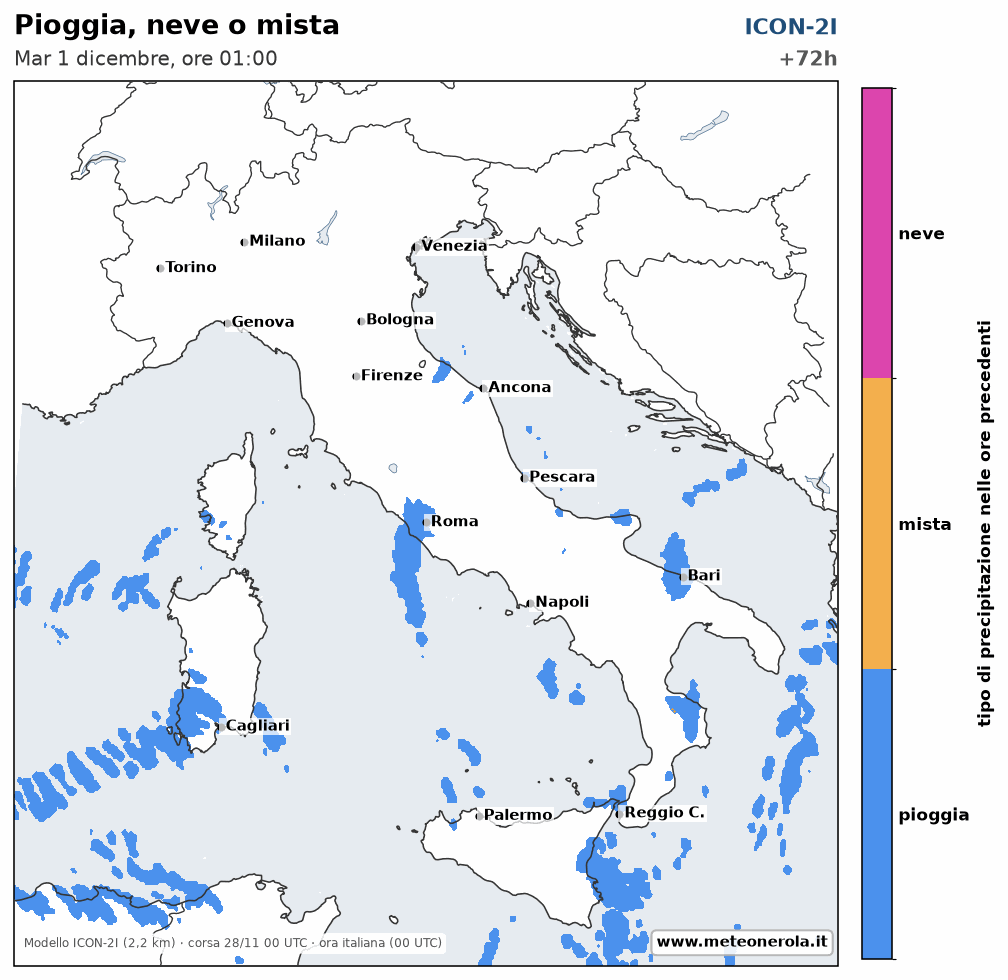 Pioggia, neve o mista
ICON-2I
Mar 1 dicembre, ore 01:00
+72h
neve
mista
pioggia
tipo di precipitazione nelle ore precedenti
Milano
Venezia
Torino
Genova
Bologna
Firenze
Ancona
Pescara
Roma
Bari
Napoli
Cagliari
Palermo
Reggio C.
Modello ICON-2I (2,2 km) · corsa 28/11 00 UTC · ora italiana (00 UTC)
www.meteonerola.it